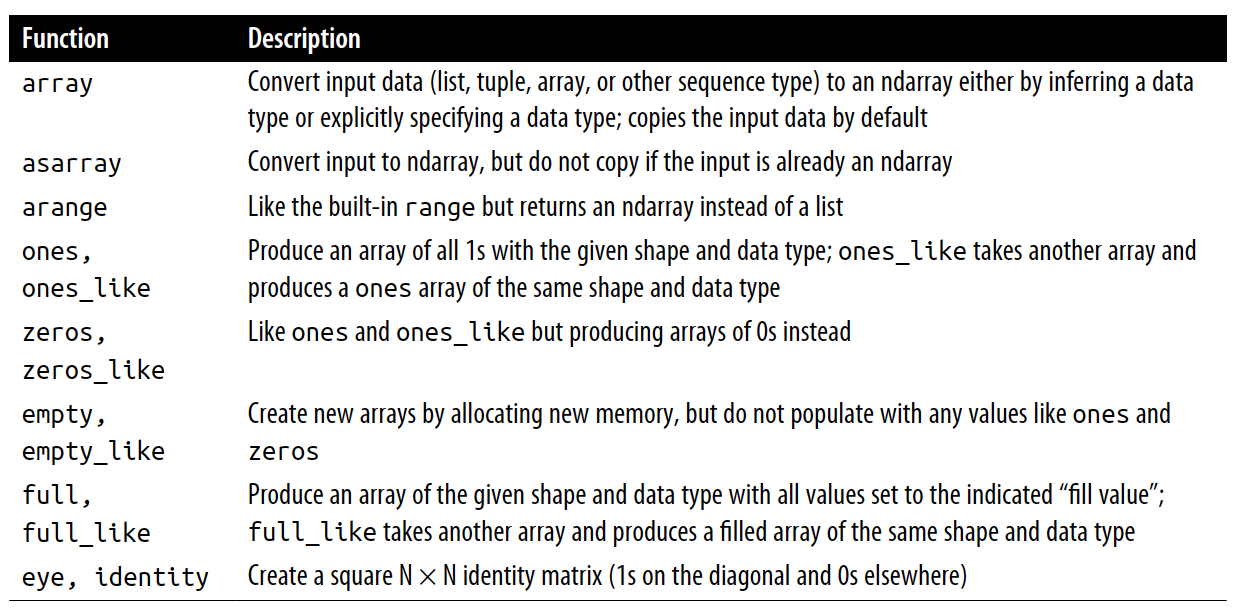 Function Description
array Convert input data (list, tuple, array, or other sequence type) to an ndarray either by inferring a data
type or explicitly specifying a data type; copies the input data by default
asarray Convert input to ndarray, but do not copy if the input is already an ndarray
arange Like the built-in range but returns an ndarray instead of a list
ones, Produce an array of all 1s with the given shape and data type; ones_like takes another array and
ones_like produces a ones array of the same shape and data type
zeros, Like ones and ones_like but producing arrays of 0s instead
zeros_like
empty, Create new arrays by allocating new memory, but do not populate with any values like ones and
empty_like zeros
full, Produce an array of the given shape and data type with all values set to the indicated “fill value”;
full_like full_like takes another array and produces a filled array of the same shape and data type
eye, identity Create a square N × N identity matrix (1s on the diagonal and 0s elsewhere)